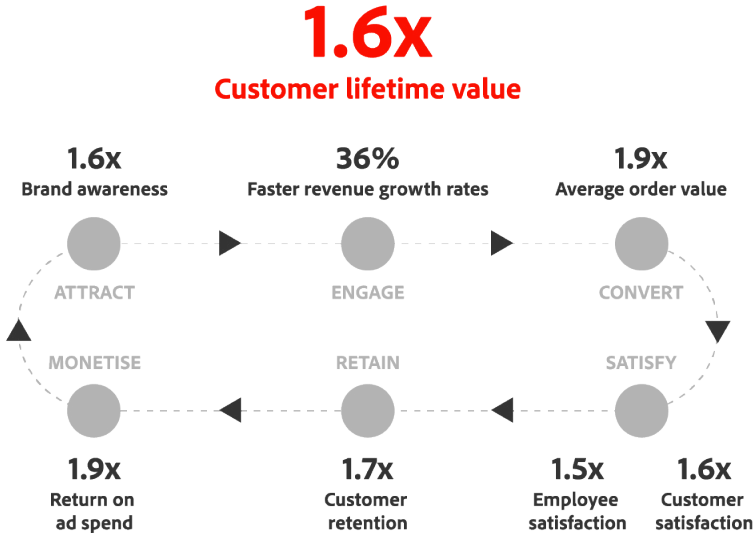 1.6x
Customer lifetime value
1.6x
Brand awareness
36%
Faster revenue growth rates
1.9x
Average order value
ATTRACT
ENGAGE
CONVERT
MONETISE
RETAIN
SATISFY
1.9x
Return on
ad spend
1.7x
Customer
retention
1.5x
Employee
satisfaction
1.6x
Customer
satisfaction